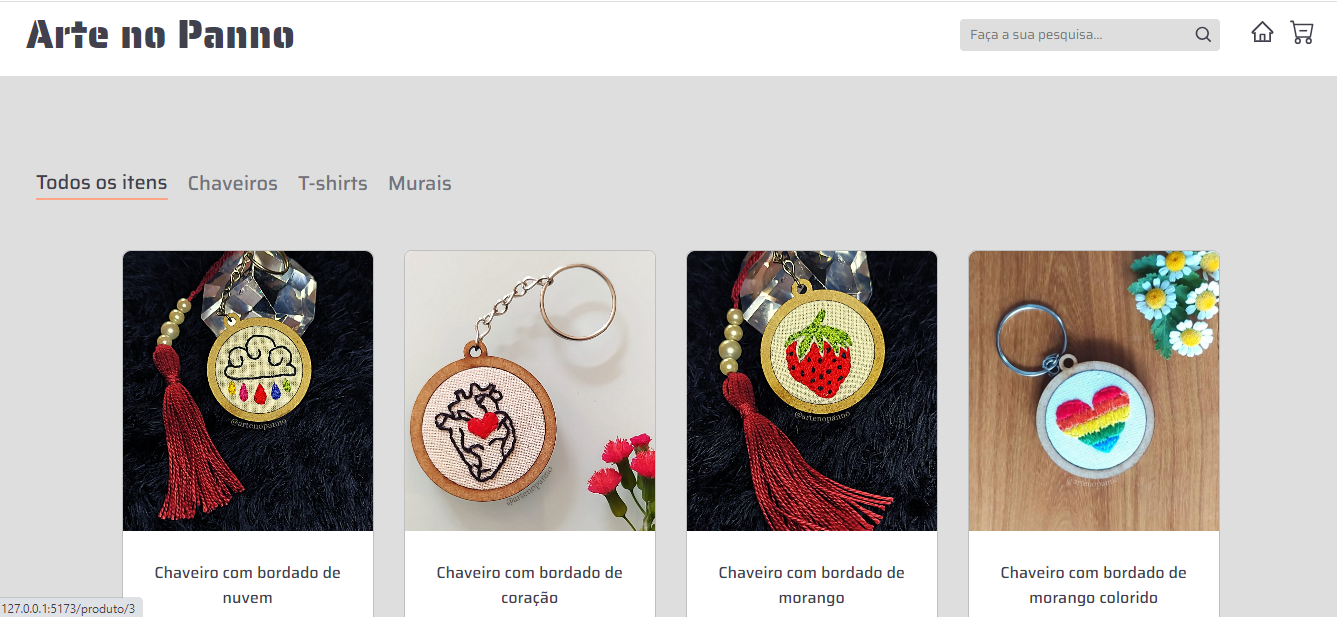 Arte no Panno
Faça a sua pesquisa...
Todos os itens Chaveiros T-shirts Murais
@artenopanno
@artenopanno
@artenopanno
@artenopanno
Chaveiro com bordado de
nuvem
Chaveiro com bordado de
coração
Chaveiro com bordado de
morango
Chaveiro com bordado de
morango colorido
127.0.0.1:5173/produto/3